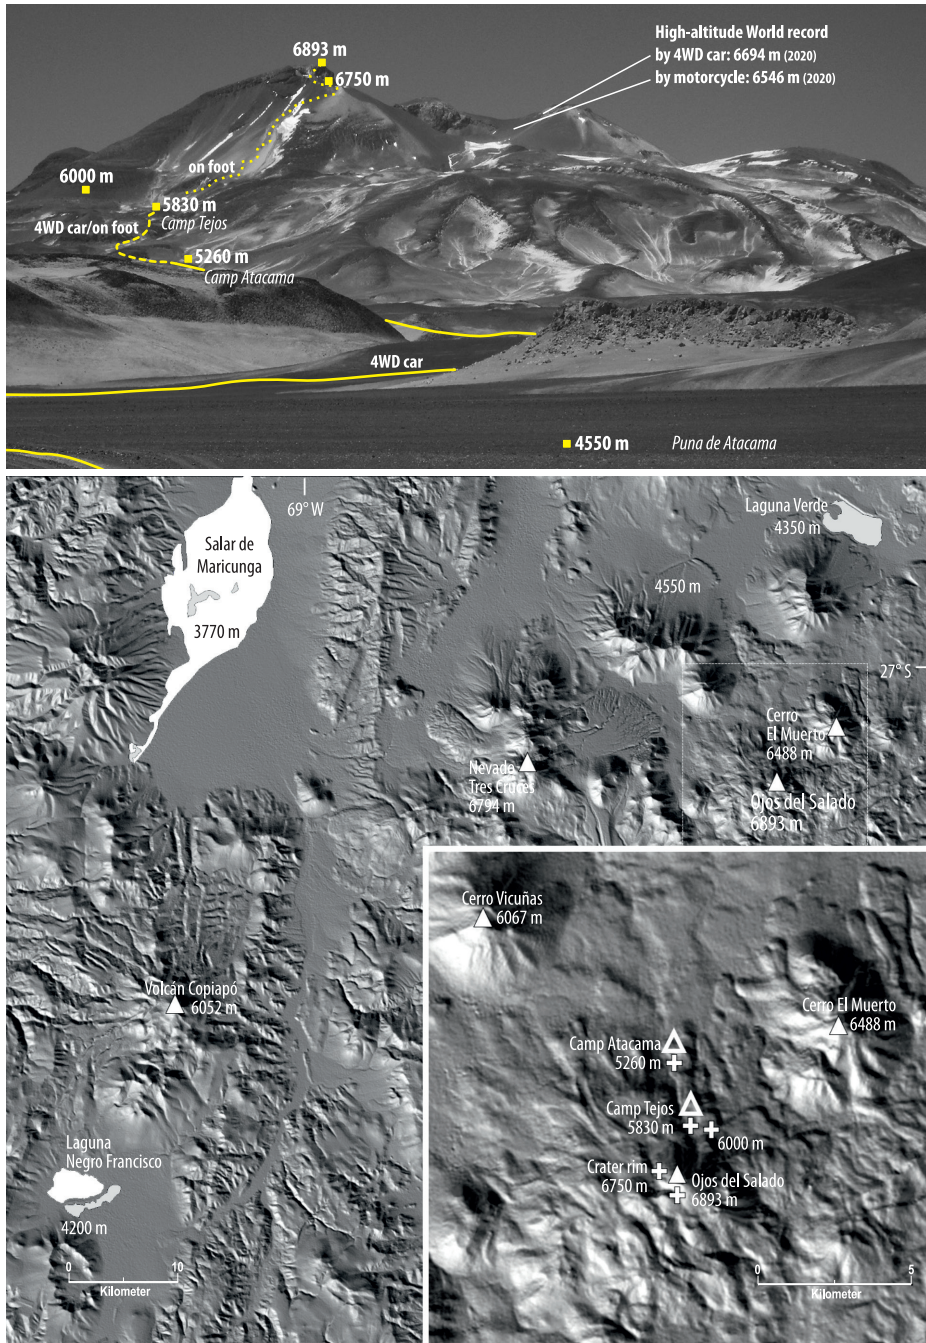 High-altitude World record
by 4WD car: 6694 m (2020)
by motorcycle: 6546 m (2020)
6893 m
6750 m
on foot
6000 m
5830 m
Camp Tejos
4WD car/on foot
5260 m
Camp Atacama
4WD car
4550 m
Puna de Atacama
69° W
Laguna Verde
4350 m
Salar de
Maricunga
3770 m
4550 m
27° S
Cerro
El Muerto
6488 m
Nevado
Tres Cruces
6794 m
Ojos del Salado
6893 m
Volcán Copiapó
6052 m
Laguna
Negro Francisco
4200 m
0 10
Kilometer
Cerro Vicuñas
6067 m
Cerro El Muerto
6488 m
Camp Atacama
5260 m
Camp Tejos
5830 m
6000 m
Crater rim
6750 m
Ojos del Salado
6893 m
0 5
Kilometer